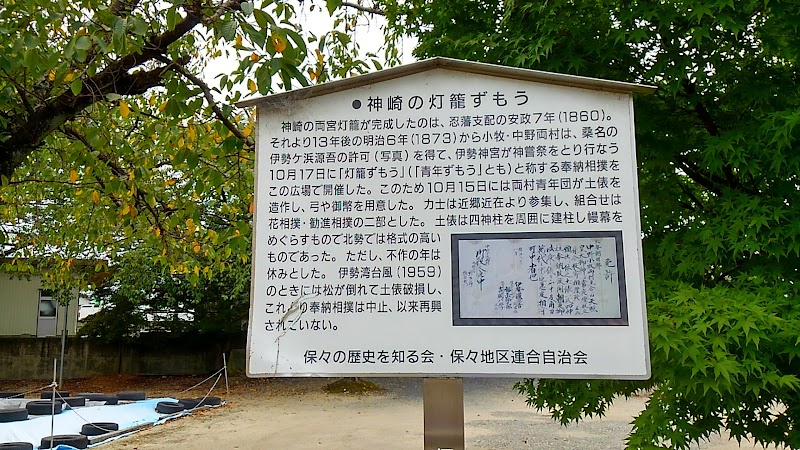 ●神崎の灯籠ずもう
神崎の両宮灯籠が完成したのは、忍藩支配の安政7年(1860)。
それより13年後の明治6年(1873)から小牧・中野両村は、桑名の
伊勢ケ浜源吾の許可(写真)を得て、伊勢神宮が神嘗祭をとり行なう
10月17日に「灯籠ずもう」(「青年ずもう」とも)と称する奉納相撲を
この広場で開催した。このため10月15日には両村青年団が土俵を
造作し、弓や御幣を用意した。力士は近郷近在より参集し、組合せは
花相撲・勧進相撲の二部とした。土俵は四神柱を周囲に建柱し幔幕を
めぐらすもので北勢では格式の高い
ものであった。ただし、不作の年は
休みとした。伊勢湾台風(1959)
のときには松が倒れて土俵破損し、
これより奉納相撲は中止、以来再興
されていない。
免許
保々の歴史を知る会・保々地区連合自治会